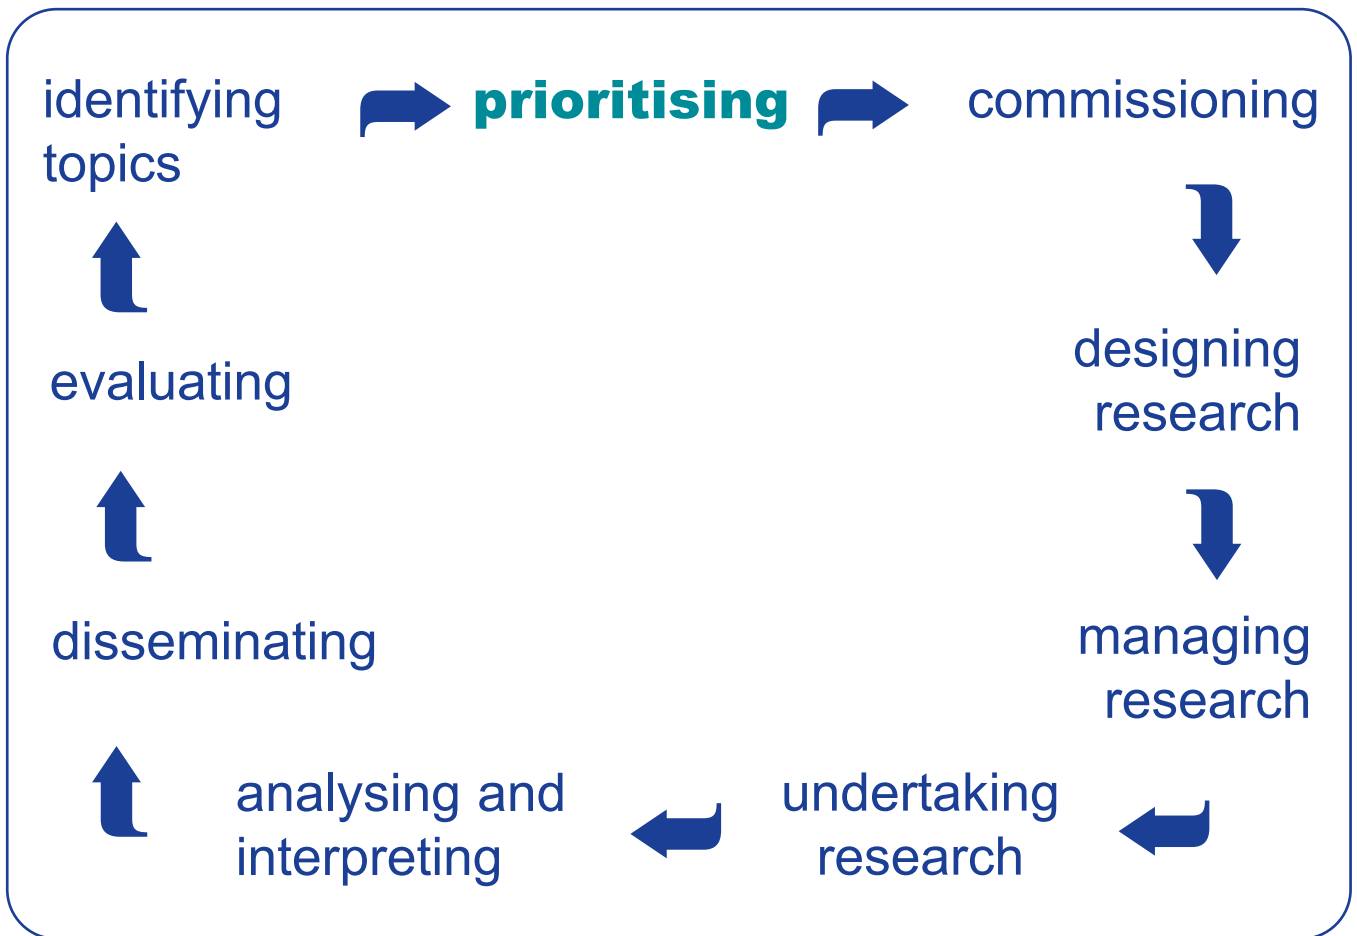 identifying
topics
prioritising
commissioning
designing
research
managing
research
undertaking
research
analysing and
interpreting
disseminating
evaluating